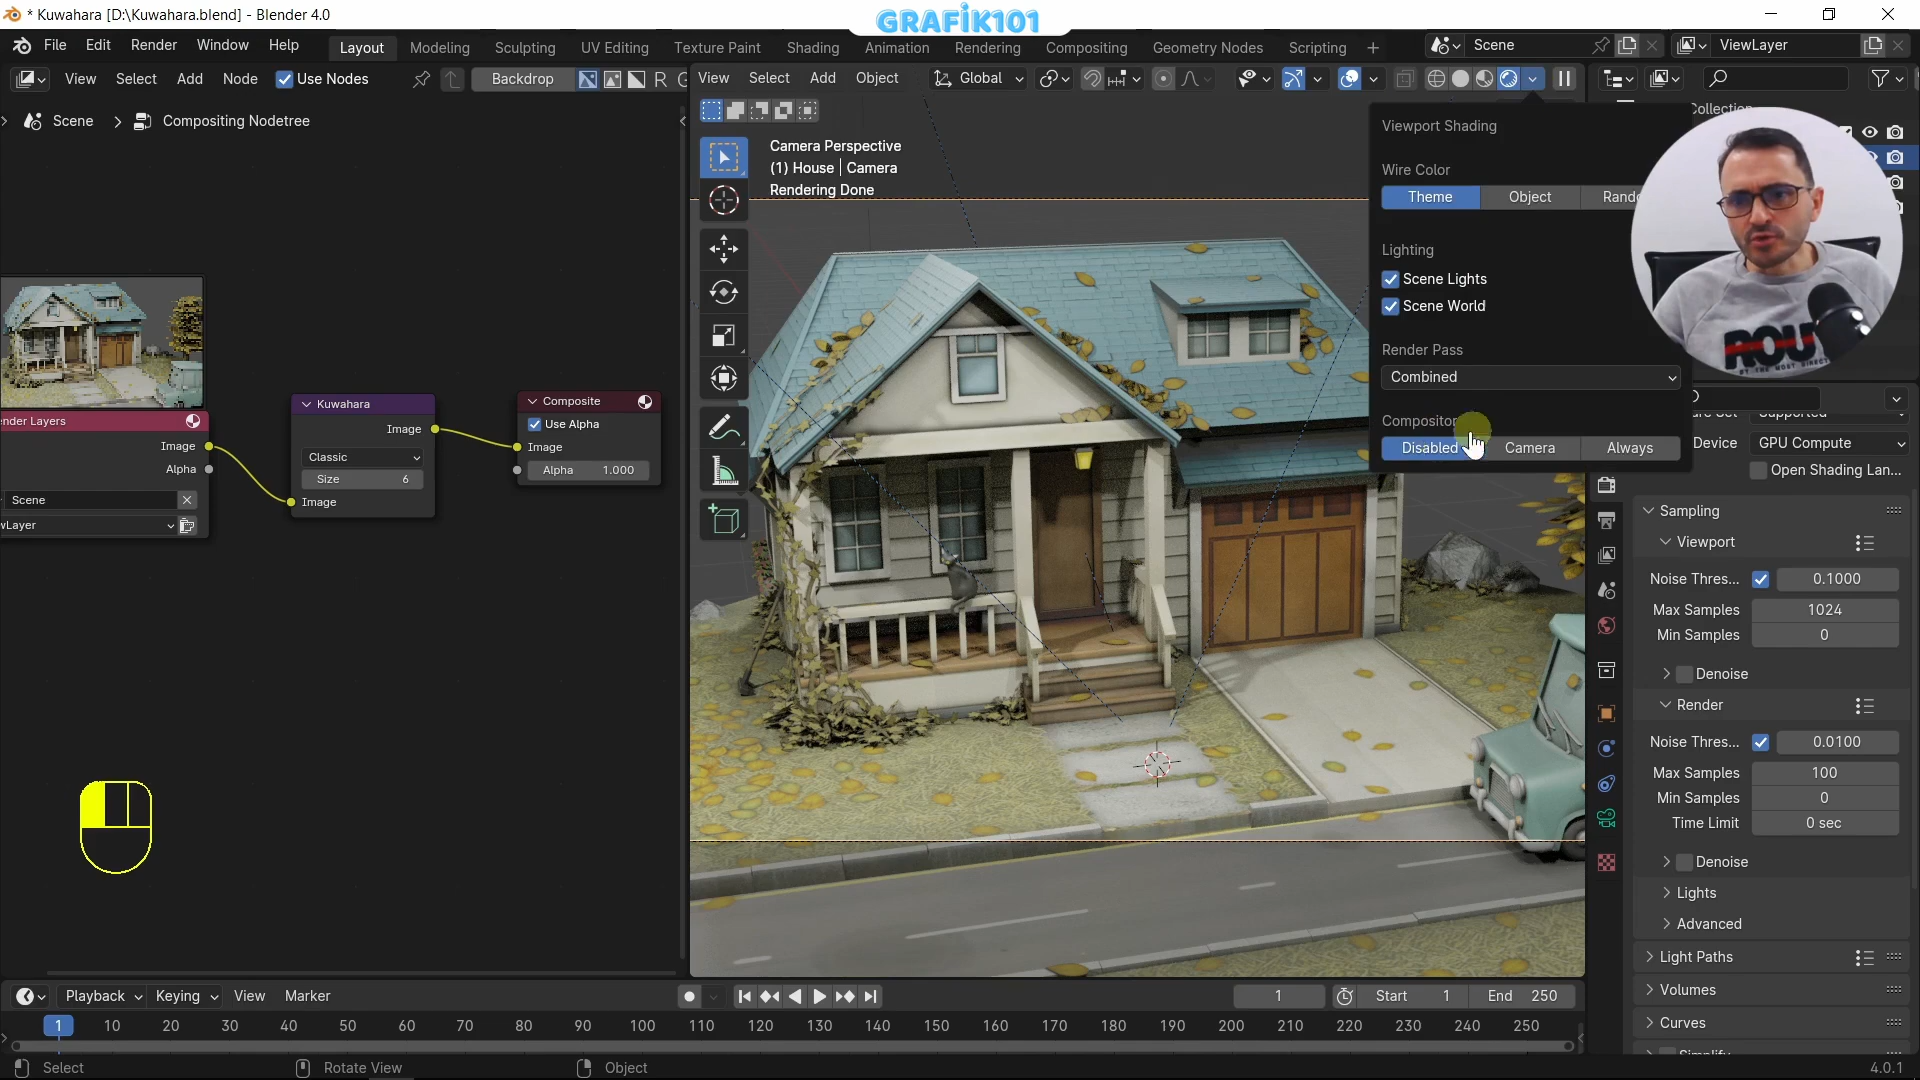 * Kuwahara [D:\Kuwahara.blend] - Blender 4.0
GRAFİK101
File Edit Render Window Help
Layout Modeling Sculpting UV Editing Texture Paint Shading Animation Rendering Compositing Geometry Nodes Scripting +
Scene
ViewLayer
View Select Add Node Use Nodes
Backdrop
R
View Select Add Object
Global
Scene > Compositing Nodetree
Camera Perspective
(1) House | Camera
Rendering Done
Viewport Shading
Wire Color
Theme Object
Lighting
Scene Lights
Scene World
Render Pass
Combined
Compositor
Disabled Camera Always
Kuwahara
Image
Classic
Size 6
Image
Composite
Use Alpha
Image
Alpha 1.000
Layers
Image
Alpha
Scene
Device GPU Compute
Open Shading Lan...
Sampling
Viewport
Noise Thres... 0.1000
Max Samples 1024
Min Samples 0
Denoise
Render
Noise Thres... 0.0100
Max Samples 100
Min Samples 0
Time Limit 0 sec
Denoise
Lights
Advanced
Light Paths
Volumes
Curves
Playback Keying View Marker
1
Start 1
End 250
1 10 20 30 40 50 60 70 80 90 100 110 120 130 140 150 160 170 180 190 200 210 220 230 240 250
Select
Rotate View
Object
4.0.1